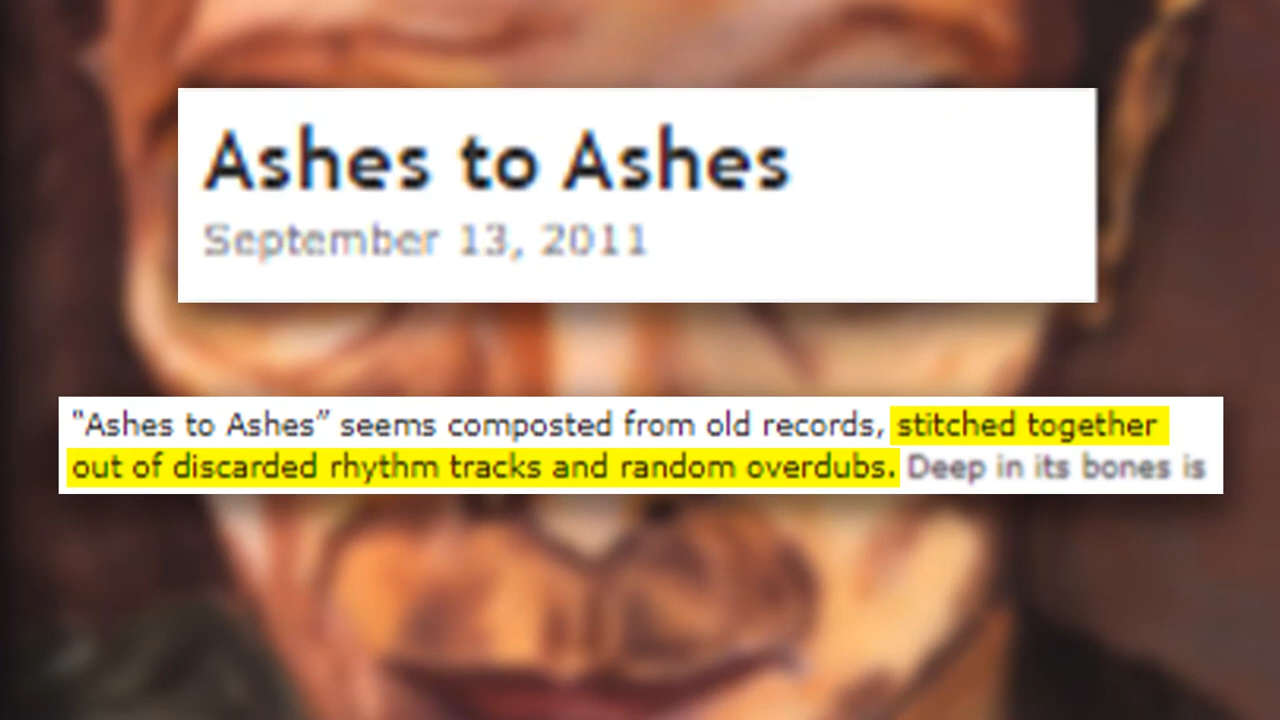 Ashes to Ashes
September 13, 2011
“Ashes to Ashes” seems composted from old records, stitched together
out of discarded rhythm tracks and random overdubs. Deep in its bones is